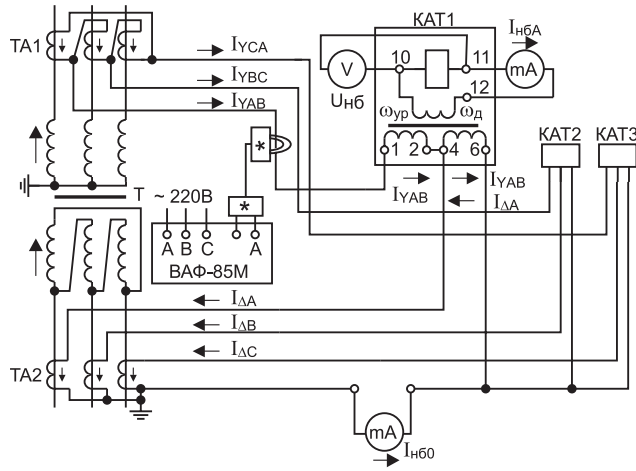 TA1
I_YCA
I_YBC
I_YAB
КАТ1
I_нбА
V
10
11
mA
U_нб
12
ω_ур
ω_д
КАТ2
КАТ3
*
1
2
4
6
I_YAB
I_YAB
I_ΔA
T
~ 220В
*
A
B
C
A
ВАФ-85М
I_ΔA
I_ΔB
I_ΔC
TA2
mA
I_нб0